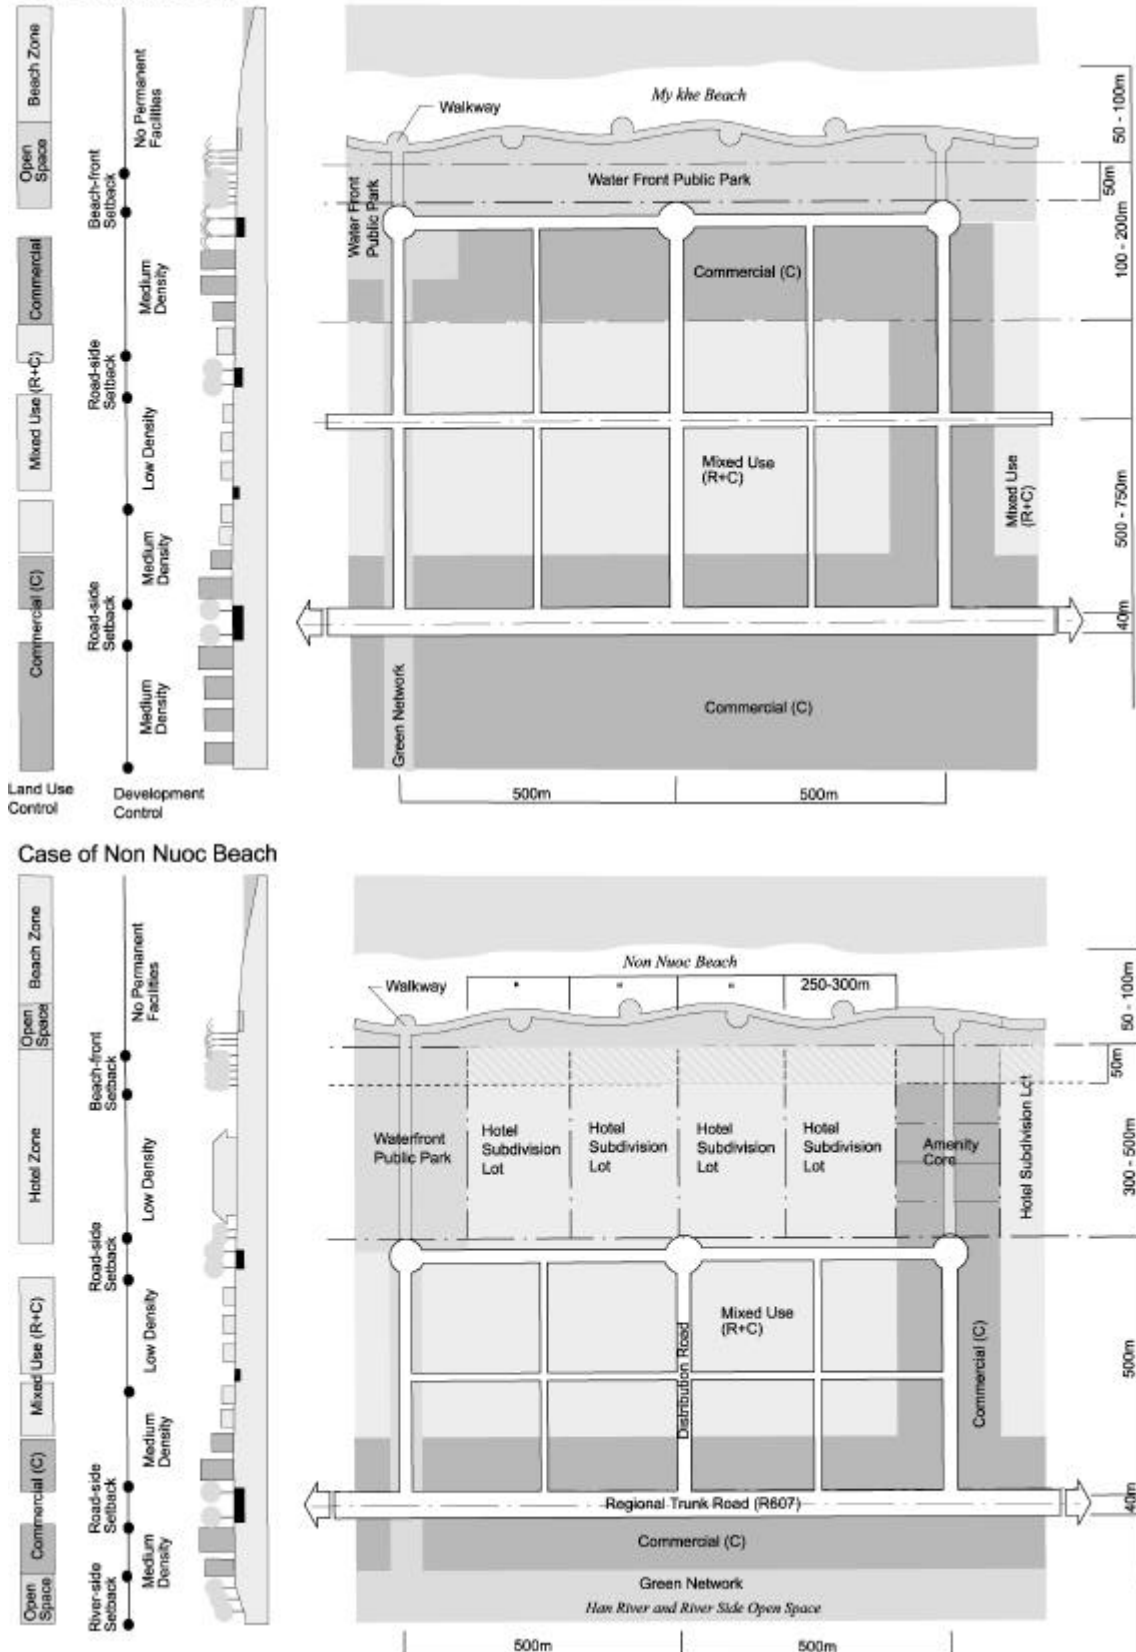 Beach Zone
Open
Space
Commercial
Mixed Use (R+C)
Commercial (C)
Land Use
Control
No Permanent
Facilities
Beach-front
Setback
Medium
Density
Road-side
Setback
Low Density
Medium
Density
Road-side
Setback
Medium
Density
Development
Control
My khe Beach
Walkway
Water Front Public Park
Water Front
Public Park
Commercial (C)
Mixed Use
(R+C)
Mixed Use
(R+C)
Commercial (C)
Green Network
500m
500m
50 - 100m
50m
100 - 200m
500 - 750m
40m
Case of Non Nuoc Beach
Beach Zone
Open
Space
Hotel Zone
Mixed Use (R+C)
Commercial (C)
Open
Space
No Permanent
Facilities
Beach-front
Setback
Low Density
Road-side
Setback
Low Density
Medium
Density
Road-side
Setback
Medium
Density
River-side
Setback
Non Nuoc Beach
Walkway
250-300m
Waterfront
Public Park
Hotel
Subdivision
Lot
Hotel
Subdivision
Lot
Hotel
Subdivision
Lot
Hotel
Subdivision
Lot
Amenity
Core
Hotel Subdivision Lot
Mixed Use
(R+C)
Distribution Road
Commercial (C)
Regional Trunk Road (R607)
Commercial (C)
Green Network
Han River and River Side Open Space
500m
500m
50 - 100m
50m
300 - 500m
500m
40m